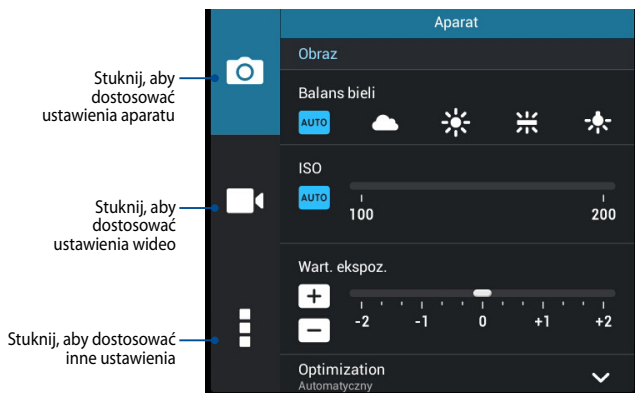 Aparat
Obraz
Stuknij, aby
dostosować
ustawienia aparatu
Balans bieli
AUTO
ISO
AUTO
100 200
Stuknij, aby
dostosować
ustawienia wideo
Wart. ekspoz.
+
-2 -1 0 +1 +2
−
Stuknij, aby dostosować
inne ustawienia
Optimization
Automatyczny